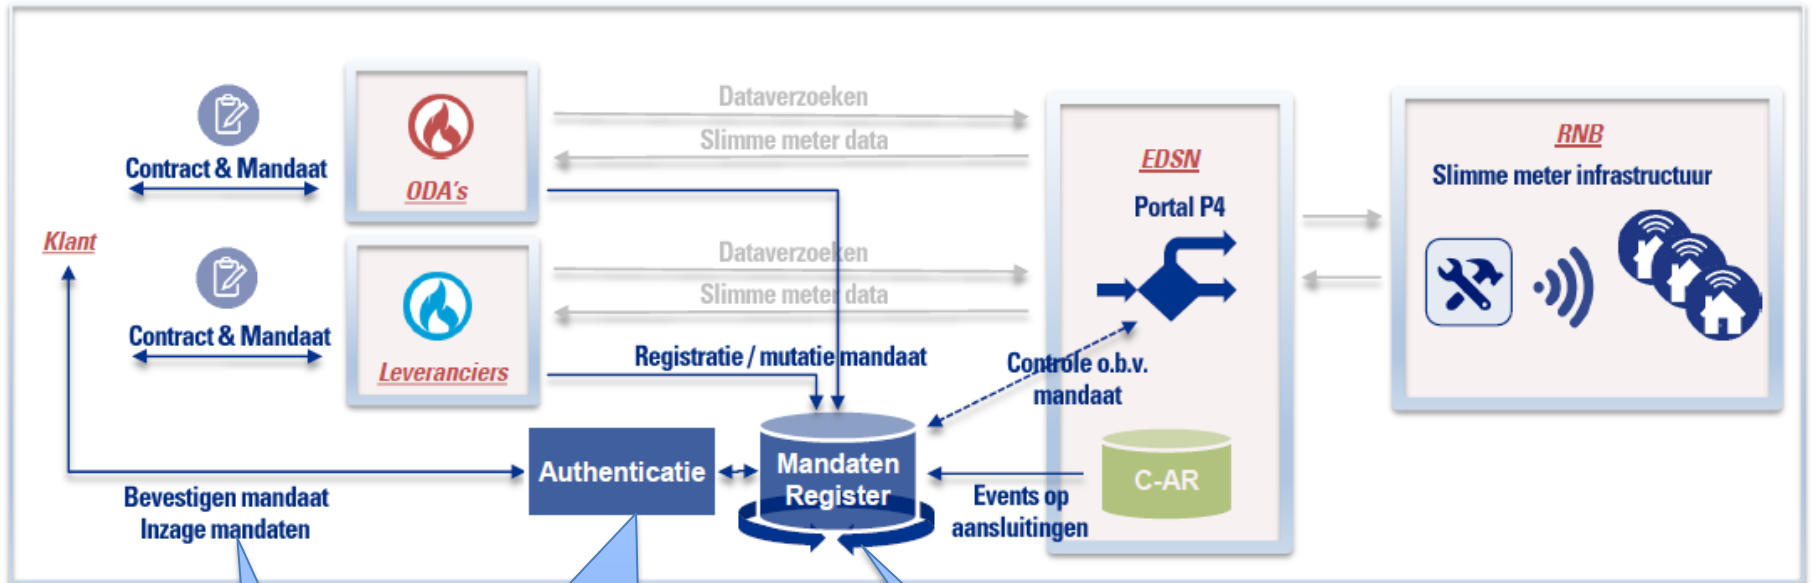 Dataverzoeken
Slimme meter data
Contract & Mandaat
ODA's
EDSN
Portal P4
RNB
Slimme meter infrastructuur
Klant
Dataverzoeken
Slimme meter data
Contract & Mandaat
Leveranciers
Registratie / mutatie mandaat
Controle o.b.v.
mandaat
Authenticatie
Mandaten
Register
C-AR
Events op
aansluitingen
Bevestigen mandaat
Inzage mandaten